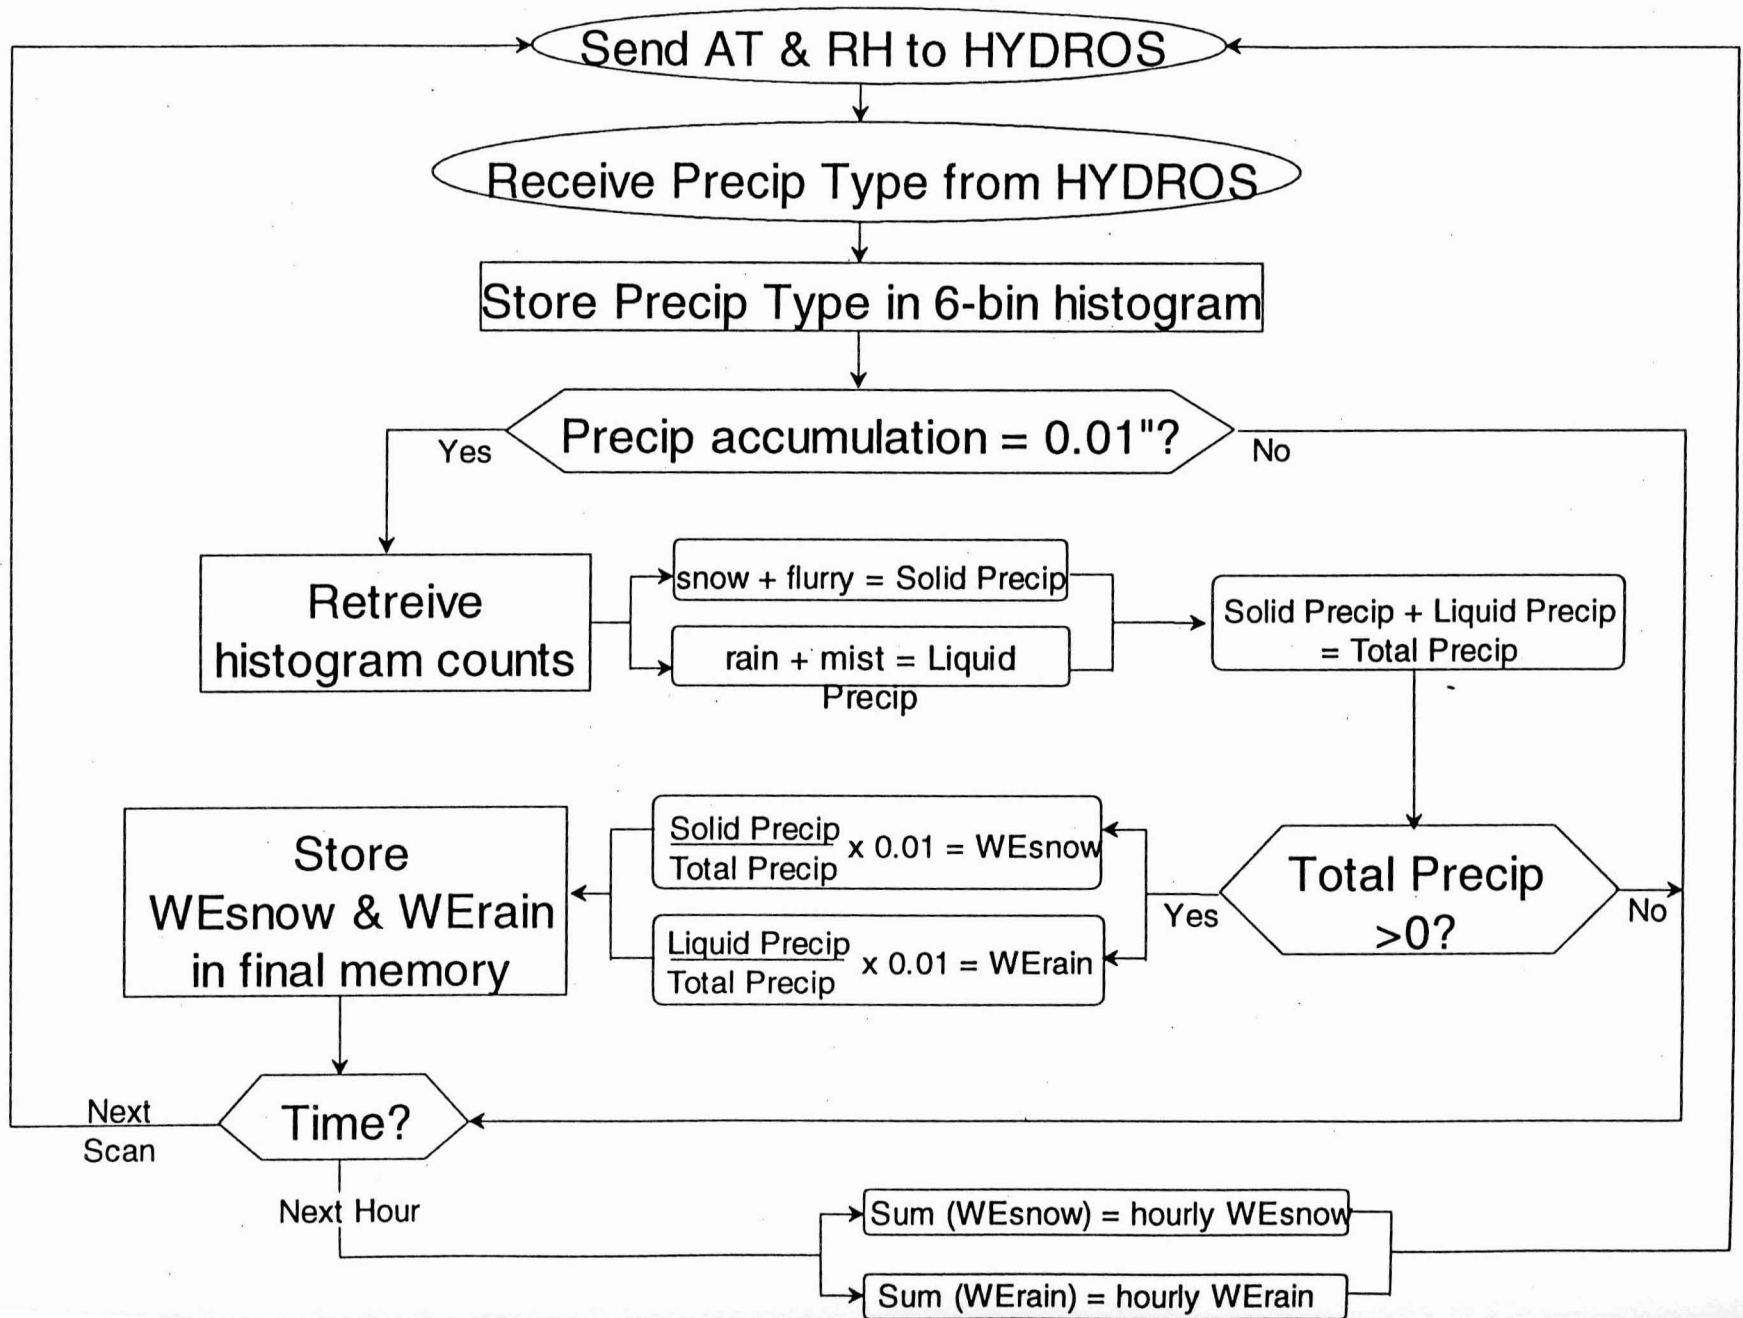 Send AT & RH to HYDROS
Receive Precip Type from HYDROS
Store Precip Type in 6-bin histogram
Precip accumulation = 0.01"?
Yes
No
Retreive
histogram counts
snow + flurry = Solid Precip
rain + mist = Liquid
Precip
Solid Precip + Liquid Precip
= Total Precip
Total Precip
>0?
Yes
No
Solid Precip
Total Precip
x 0.01 = WEsnow
Liquid Precip
Total Precip
x 0.01 = WErain
Store
WEsnow & WErain
in final memory
Time?
Next
Scan
Next Hour
Sum (WEsnow) = hourly WEsnow
Sum (WErain) = hourly WErain